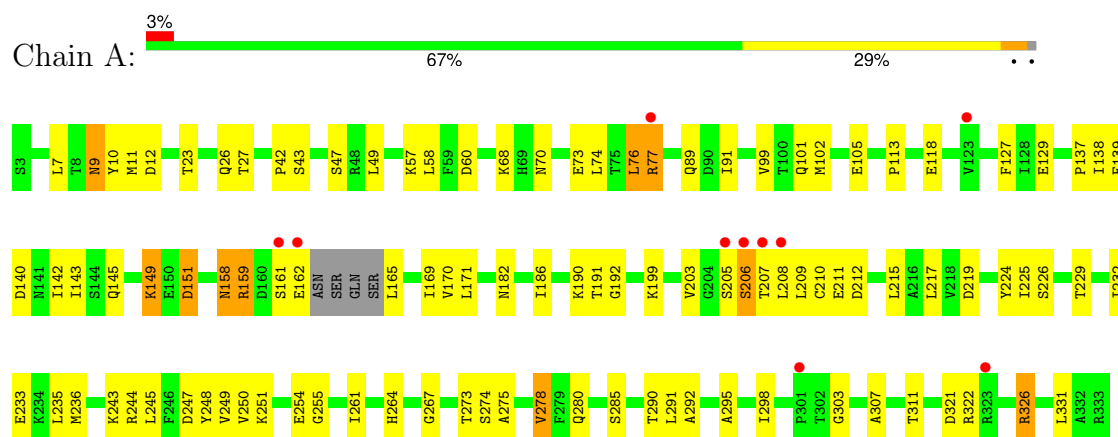 3%
Chain A:
67% 29% • •
S3 L7 T8 N9 Y10 M11 D12 T23 Q26 T27 P42 S43 S47 R48 L49 K57 L58 F59 D60 K68 H69 N70 E73 L74 T75 L76 R77 Q89 D90 I91 V99 T100 Q101 M102 E105 P113 E118 V123 F127 I128 E129 P137 I138 E139
D140 N141 I142 I143 S144 Q145 K149 E150 D151 N158 R159 D160 S161 E162 ASN SER GLN SER L165 I169 V170 L171 N182 I186 K190 T191 G192 K199 V203 G204 S205 S206 T207 L208 L209 C210 E211 D212 L215 A216 L217 V218 D219 Y224 I225 S226 T229 I232
E233 K234 L235 M236 K243 R244 L245 F246 D247 Y248 V249 V250 K251 E254 G255 I261 H264 G267 T273 S274 A275 V278 F279 Q280 S285 T290 L291 A292 A295 I298 P301 T302 G303 A307 T311 D321 R322 R323 R326 L331 A332 R333